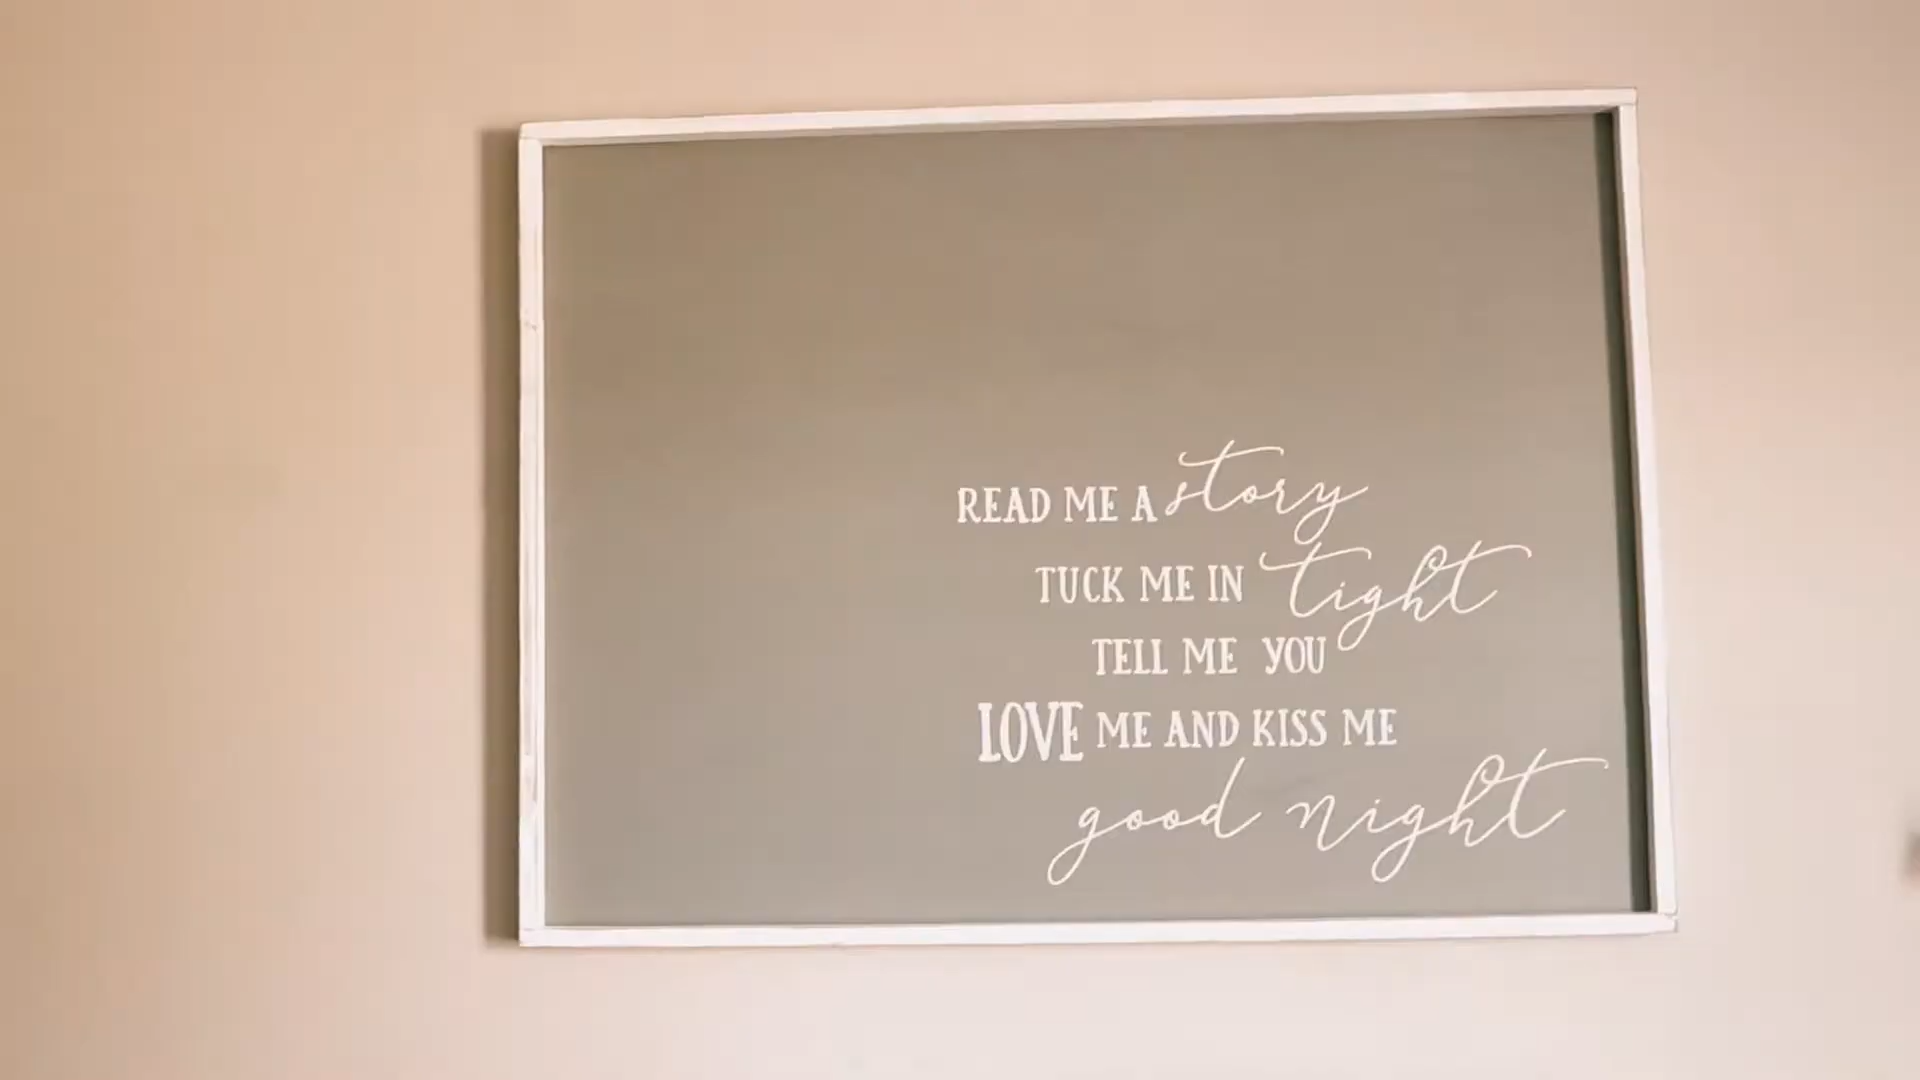 READ ME A story
TUCK ME IN tight
TELL ME YOU
LOVE ME AND KISS ME
good night